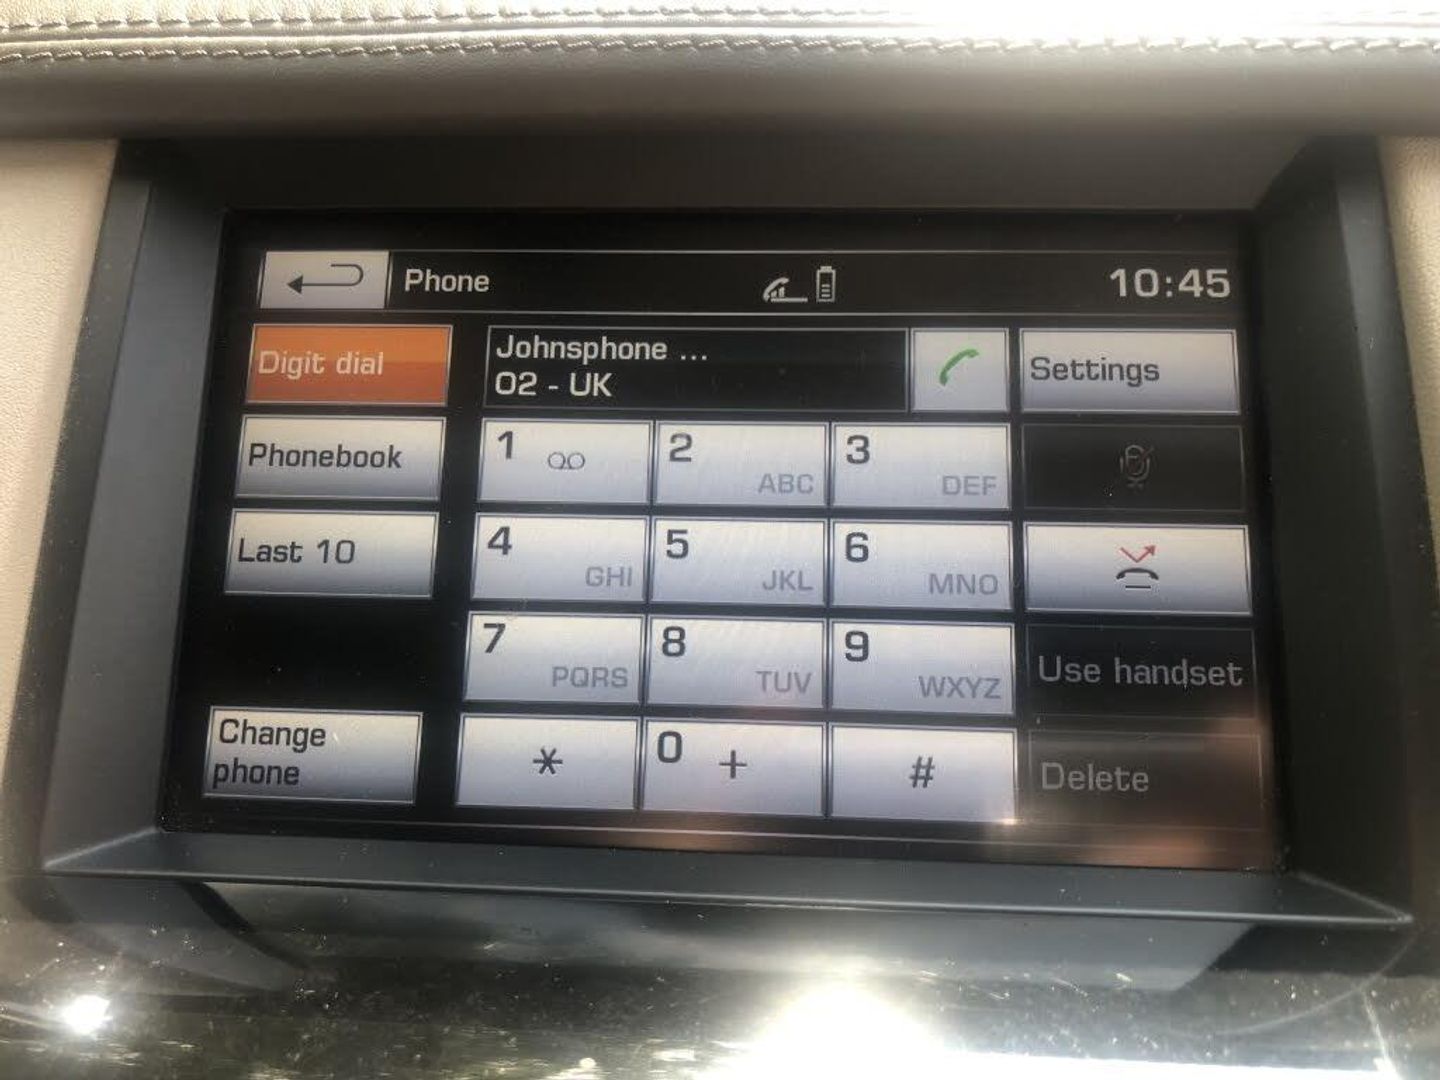 Phone
10:45
Digit dial
Johnsphone ...
O2 - UK
Settings
Phonebook
1
2 ABC
3 DEF
Last 10
4 GHI
5 JKL
6 MNO
7 PQRS
8 TUV
9 WXYZ
Use handset
Change
phone
*
0 +
#
Delete